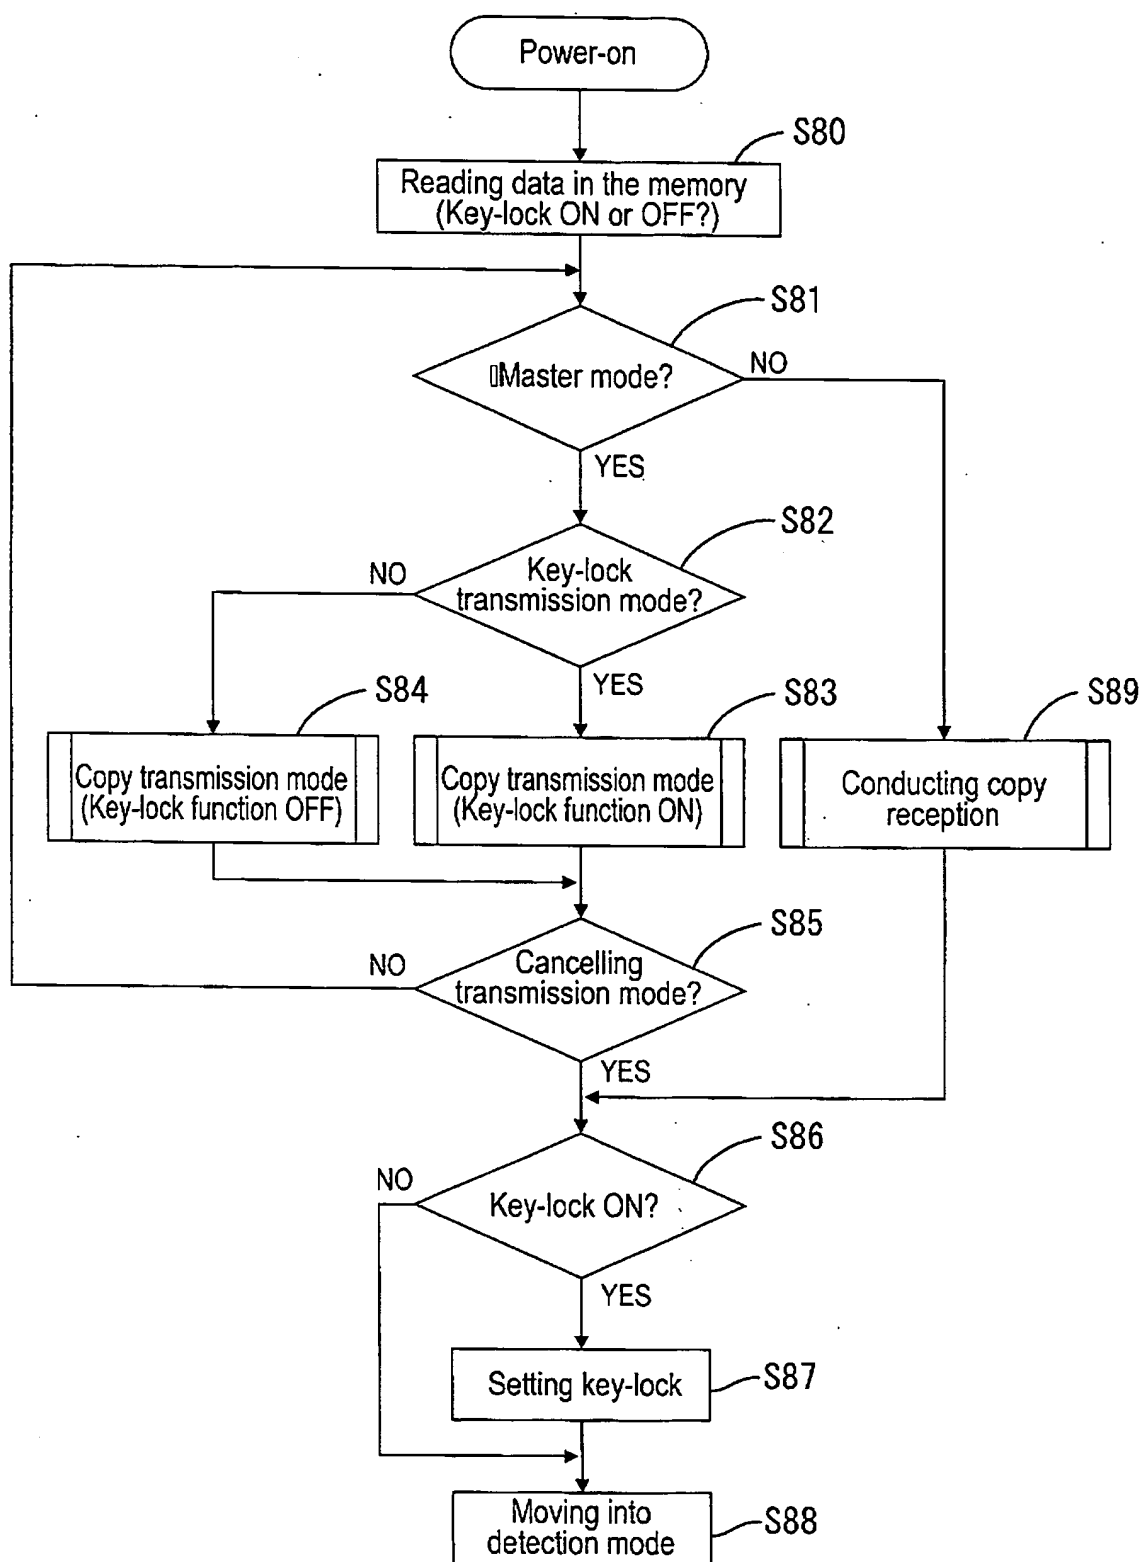 Power-on
S80
Reading data in the memory
(Key-lock ON or OFF?)
S81
▯Master mode?
NO
YES
S82
Key-lock
transmission mode?
NO
YES
S84
S83
S89
Copy transmission mode
(Key-lock function OFF)
Copy transmission mode
(Key-lock function ON)
Conducting copy
reception
S85
Cancelling
transmission mode?
NO
YES
S86
Key-lock ON?
NO
YES
Setting key-lock
S87
Moving into
detection mode
S88